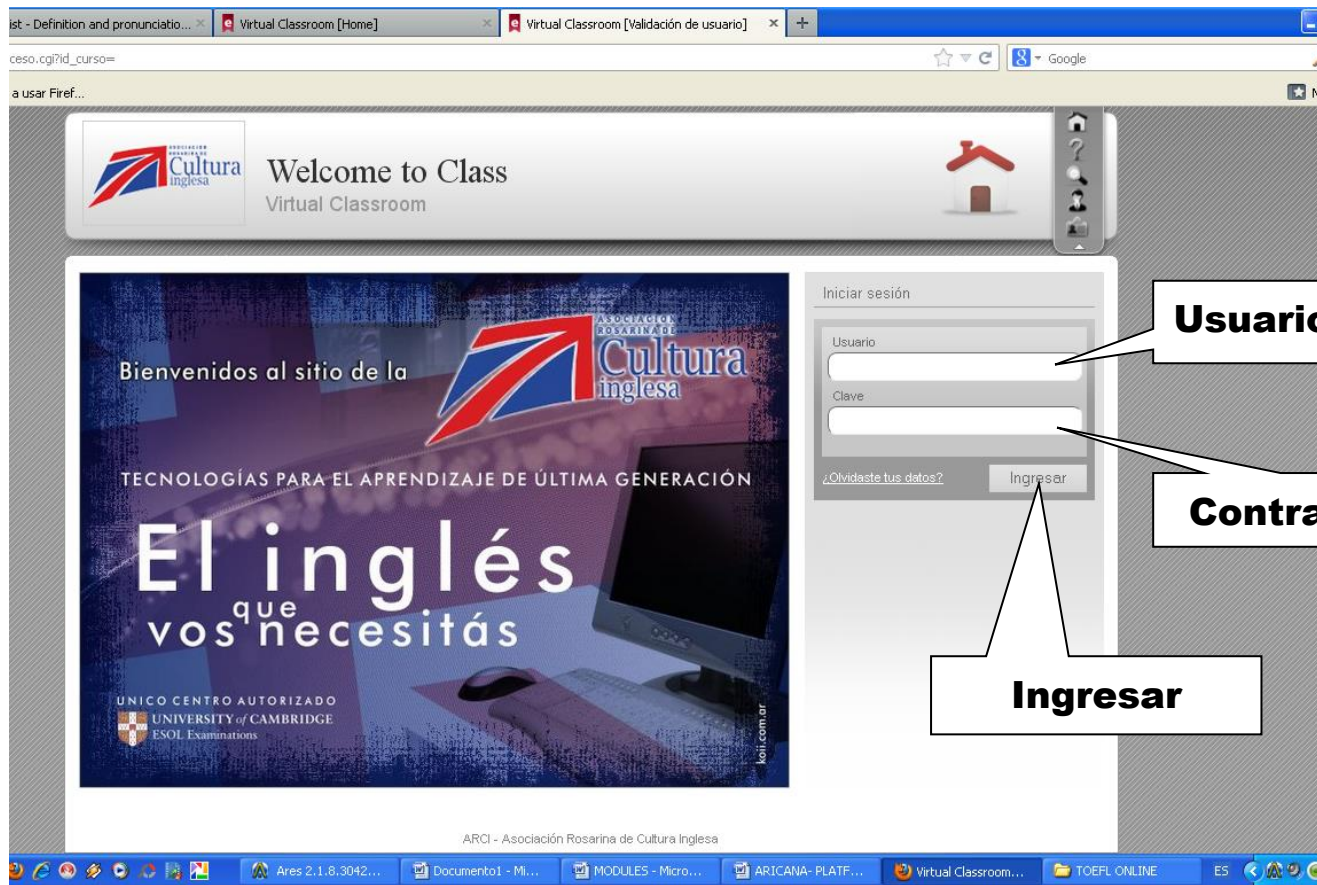 ist - Definition and pronunciatio...
Virtual Classroom [Home]
Virtual Classroom [Validación de usuario]
ceso.cgi?id_curso=
Google
a usar Firef...
ASOCIACION
ROSARINA DE
Cultura
inglesa
Welcome to Class
Virtual Classroom
Bienvenidos al sitio de la
ASOCIACION
ROSARINA DE
Cultura
inglesa
TECNOLOGÍAS PARA EL APRENDIZAJE DE ÚLTIMA GENERACIÓN
El inglés
que
vos necesitás
UNICO CENTRO AUTORIZADO
UNIVERSITY of CAMBRIDGE
ESOL Examinations
koii.com.ar
Iniciar sesión
Usuario
Clave
¿Olvidaste tus datos?
Ingresar
Usuario
Contra
Ingresar
ARCI - Asociación Rosarina de Cultura Inglesa
Ares 2.1.8.3042...
Documento1 - Mi...
MODULES - Micro...
ARICANA- PLATF...
Virtual Classroom...
TOEFL ONLINE
ES